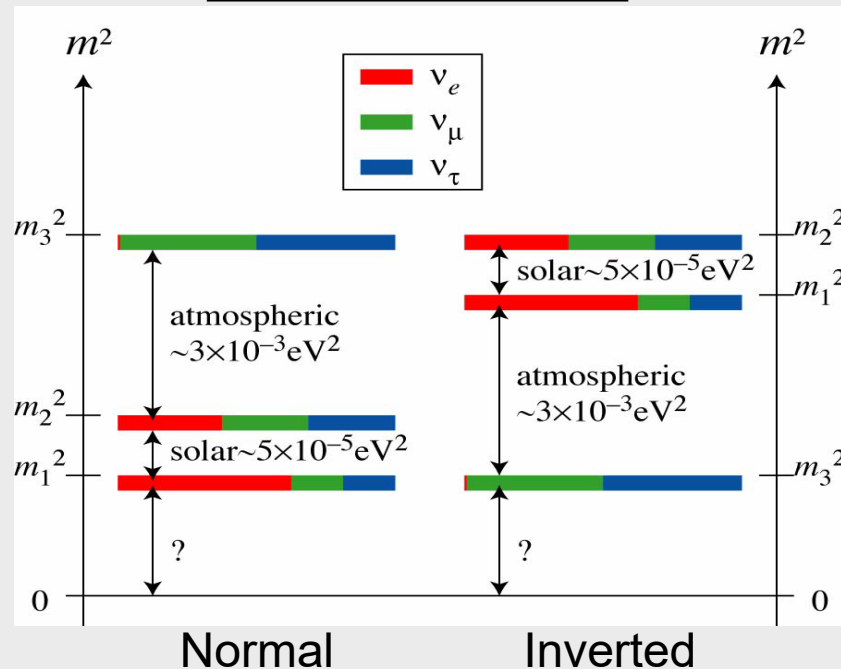 m²
m²
νe
νμ
ντ
m₃²
m₂²
solar~5×10⁻⁵eV²
m₁²
atmospheric
~3×10⁻³eV²
atmospheric
~3×10⁻³eV²
m₂²
solar~5×10⁻⁵eV²
m₁²
m₃²
?
?
0
0
Normal
Inverted